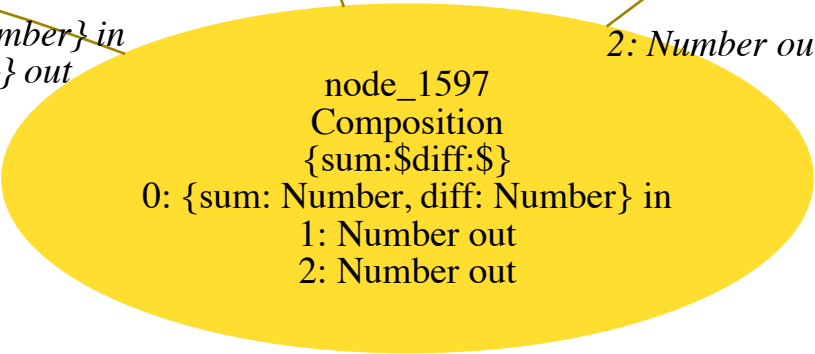 mber} in
} out
2: Number ou
node_1597
Composition
{sum:$diff:$}
0: {sum: Number, diff: Number} in
1: Number out
2: Number out